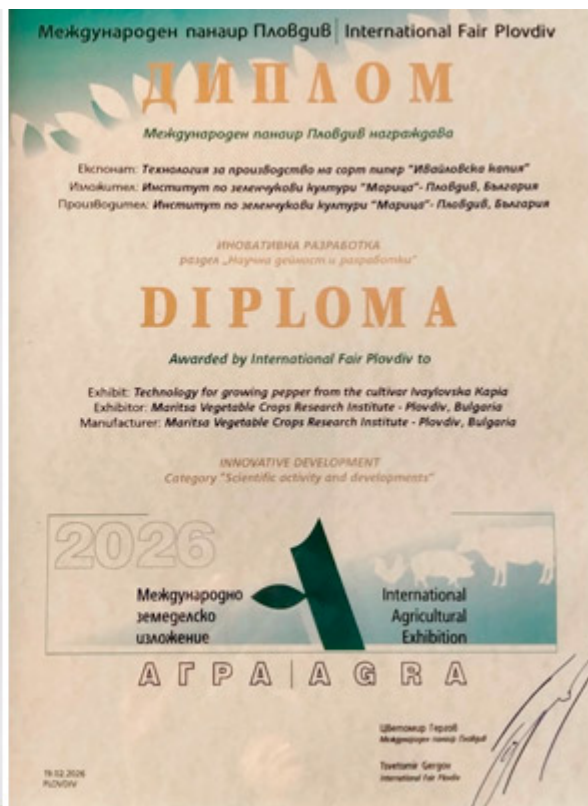 Международен панаир Пловдив | International Fair Plovdiv
ДИПЛОМ
Международен панаир Пловдив награждава
Експонат: Технология за производство на сорт пипер "Ивайловска капия"
Изложител: Институт по зеленчукови култури "Марица"- Пловдив, България
Производител: Институт по зеленчукови култури "Марица"- Пловдив, България
ИНОВАТИВНА РАЗРАБОТКА
раздел „Научна дейност и разработки"
DIPLOMA
Awarded by International Fair Plovdiv to
Exhibit: Technology for growing pepper from the cultivar Ivaylovska Kapia
Exhibitor: Maritsa Vegetable Crops Research Institute - Plovdiv, Bulgaria
Manufacturer: Maritsa Vegetable Crops Research Institute - Plovdiv, Bulgaria
INNOVATIVE DEVELOPMENT
Category "Scientific activity and developments"
2026
Международно
земеделско
изложение
International
Agricultural
Exhibition
АГРА | AGRA
Цветомир Гергов
Международен панаир Пловдив
Tsvetomir Gergov
International Fair Plovdiv
19.02.2026
PLOVDIV